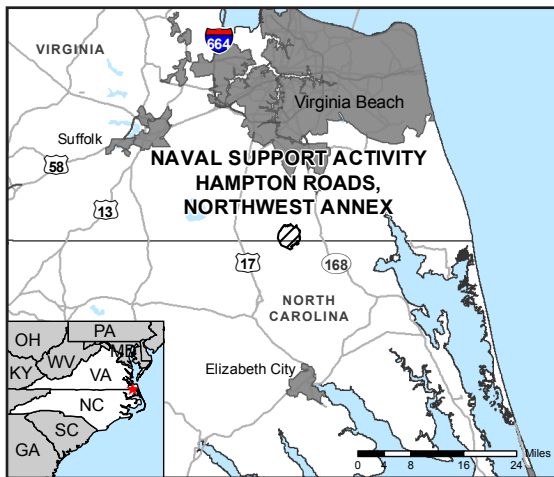 VIRGINIA
664
Virginia Beach
Suffolk
58
NAVAL SUPPORT ACTIVITY
HAMPTON ROADS,
NORTHWEST ANNEX
13
17
168
NORTH
CAROLINA
Elizabeth City
OH
PA
WV
MD
KY
VA
NC
SC
GA
Miles
0 4 8 16 24